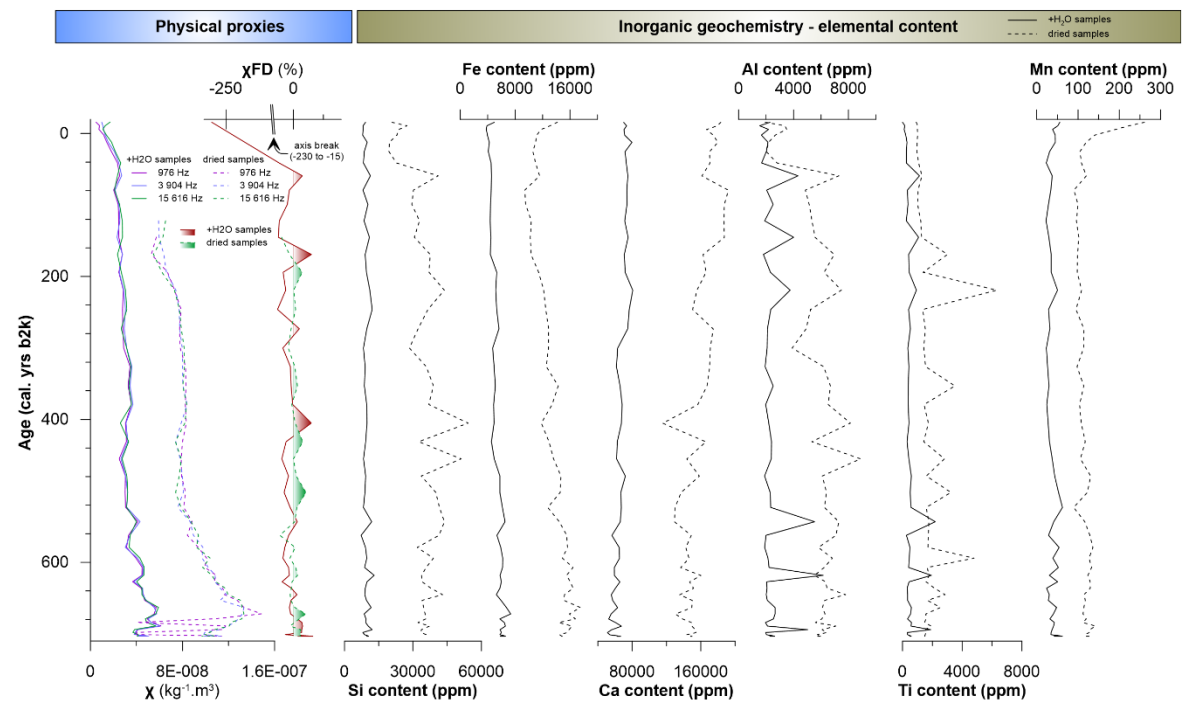 Physical proxies
Inorganic geochemistry - elemental content
+H₂O samples
dried samples
χFD (%)
-250 0
axis break
(-230 to -15)
Fe content (ppm)
0 8000 16000
Al content (ppm)
0 4000 8000
Mn content (ppm)
0 100 300
+H2O samples dried samples
976 Hz 976 Hz
3 904 Hz 3 904 Hz
15 616 Hz 15 616 Hz
+H2O samples
dried samples
Age (cal. yrs b2k)
0
200
400
600
0 8E-008 1.6E-007
χ (kg⁻¹.m³)
0 30000 60000
Si content (ppm)
80000 160000
Ca content (ppm)
0 4000 8000
Ti content (ppm)